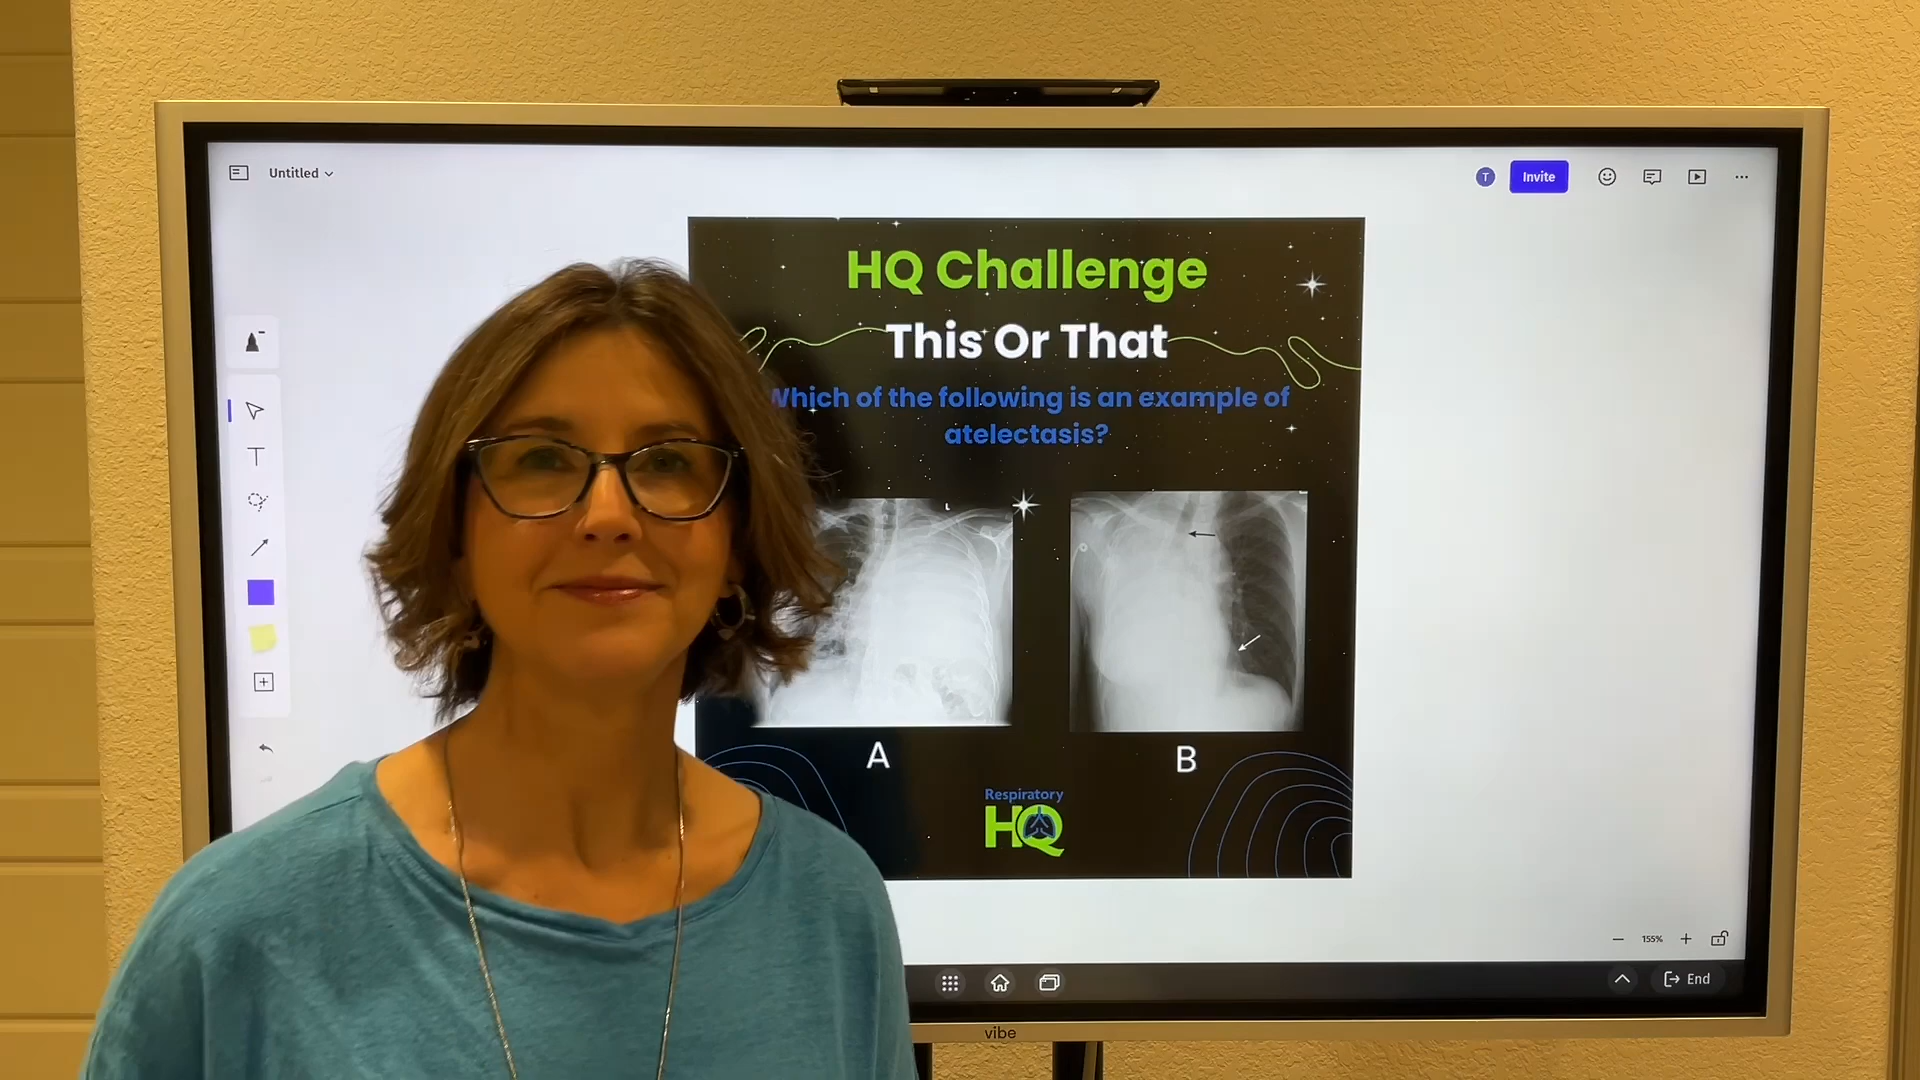 Untitled
T
Invite
HQ Challenge
This Or That
Which of the following is an example of
atelectasis?
L
A
B
Respiratory
HQ
155%
End
vibe